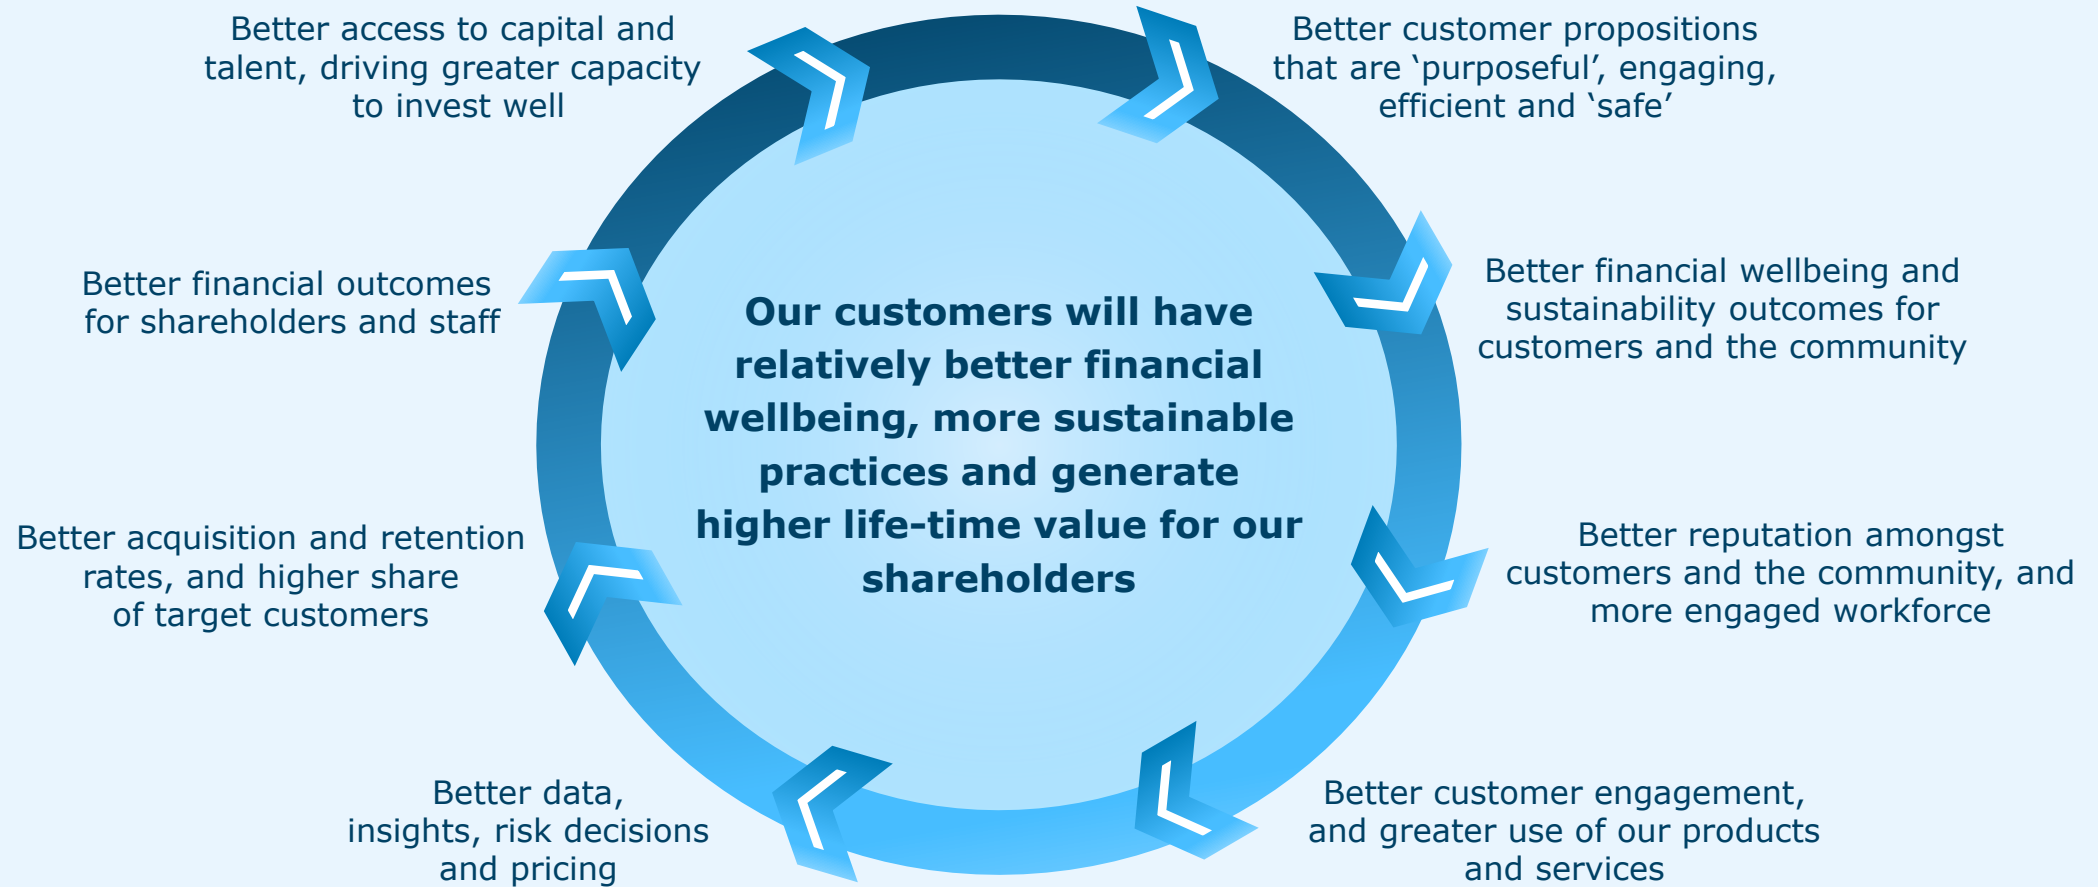 Better access to capital and
talent, driving greater capacity
to invest well
Better customer propositions
that are ‘purposeful’, engaging,
efficient and ‘safe’
Better financial wellbeing and
sustainability outcomes for
customers and the community
Better reputation amongst
customers and the community, and
more engaged workforce
Better customer engagement,
and greater use of our products
and services
Better data,
insights, risk decisions
and pricing
Better acquisition and retention
rates, and higher share
of target customers
Better financial outcomes
for shareholders and staff
Our customers will have
relatively better financial
wellbeing, more sustainable
practices and generate
higher life-time value for our
shareholders